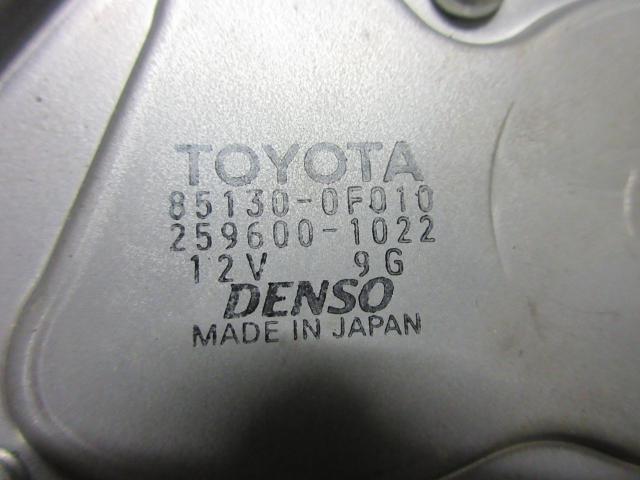 TOYOTA
85130-0F010
259600-1022
12V 9G
DENSO
MADE IN JAPAN